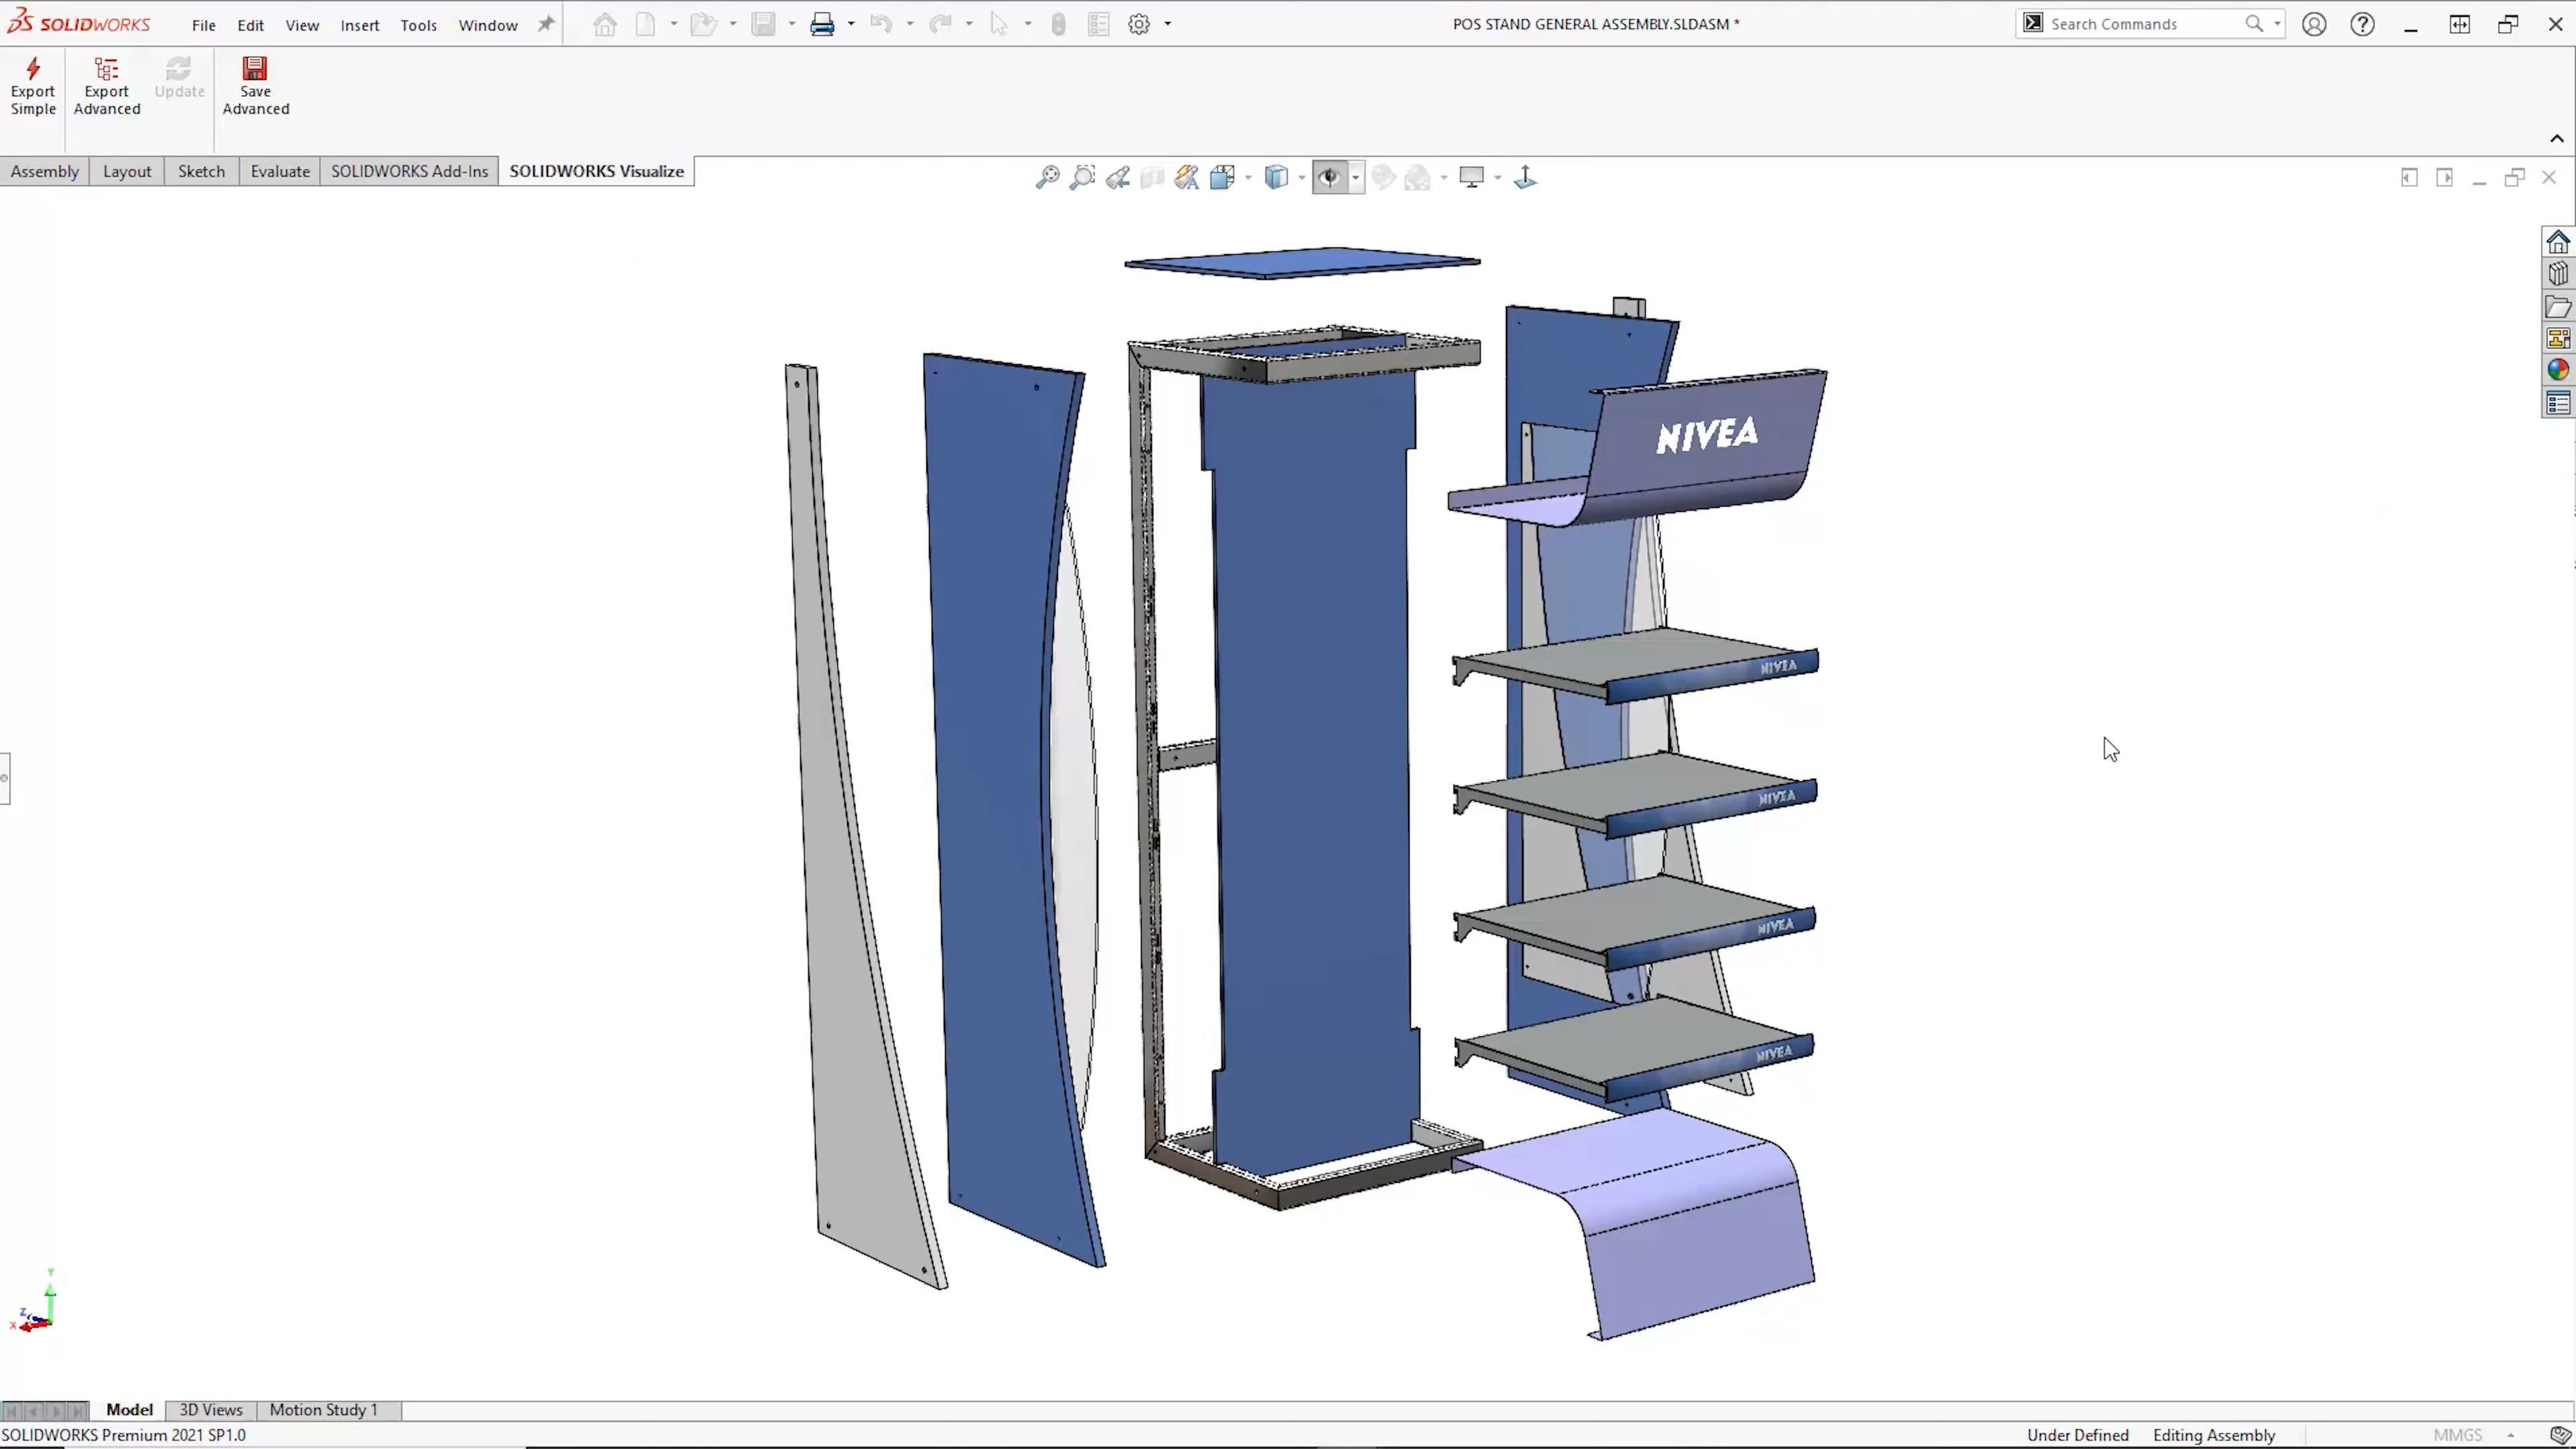 SOLIDWORKS File Edit View Insert Tools Window POS STAND GENERAL ASSEMBLY.SLDASM * Search Commands
Export Simple
Export Advanced
Update
Save Advanced
Assembly Layout Sketch Evaluate SOLIDWORKS Add-Ins SOLIDWORKS Visualize
NIVEA
NIVEA
NIVEA
NIVEA
NIVEA
Y
Z
X
Model 3D Views Motion Study 1
SOLIDWORKS Premium 2021 SP1.0 Under Defined Editing Assembly MMGS